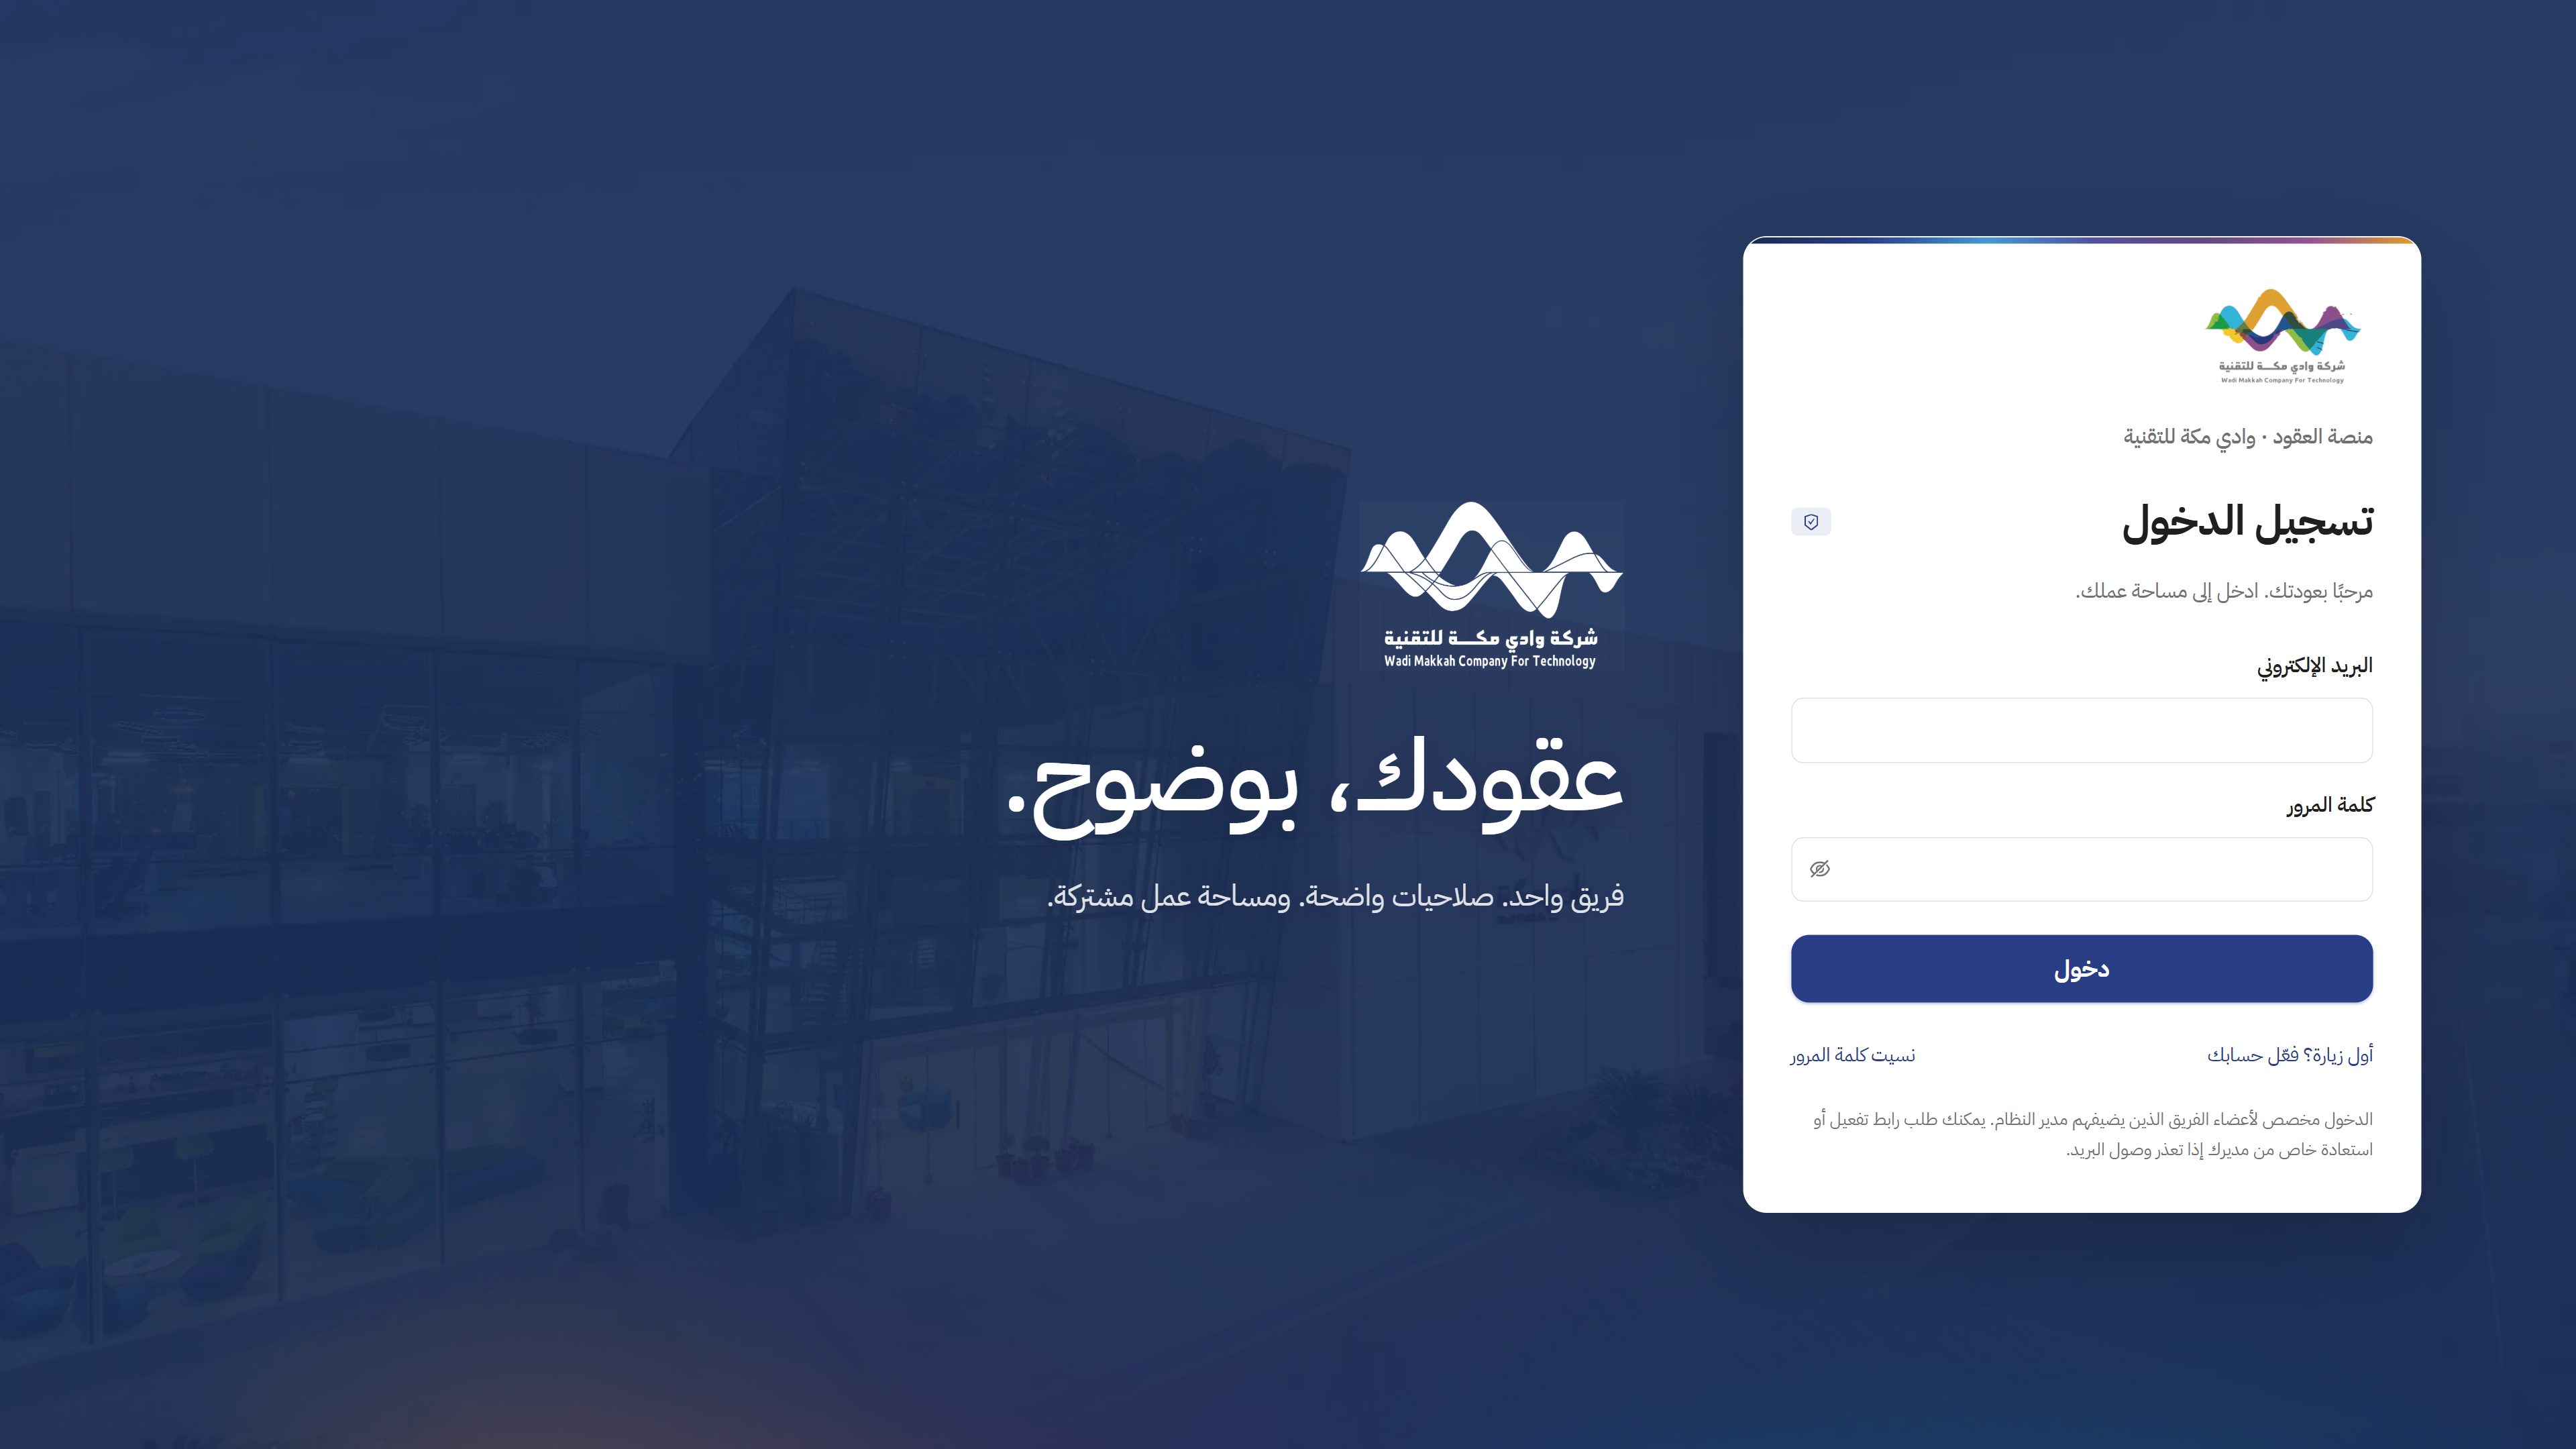 شركة وادي مكـــة للتقنية
Wadi Makkah Company For Technology
منصة العقود · وادي مكة للتقنية
تسجيل الدخول
مرحبًا بعودتك. ادخل إلى مساحة عملك.
البريد الإلكتروني
كلمة المرور
دخول
أول زيارة؟ فعّل حسابك
نسيت كلمة المرور
الدخول مخصص لأعضاء الفريق الذين يضيفهم مدير النظام. يمكنك طلب رابط تفعيل أو
استعادة خاص من مديرك إذا تعذر وصول البريد.
شركة وادي مكـــة للتقنية
Wadi Makkah Company For Technology
عقودك، بوضوح.
فريق واحد. صلاحيات واضحة. ومساحة عمل مشتركة.